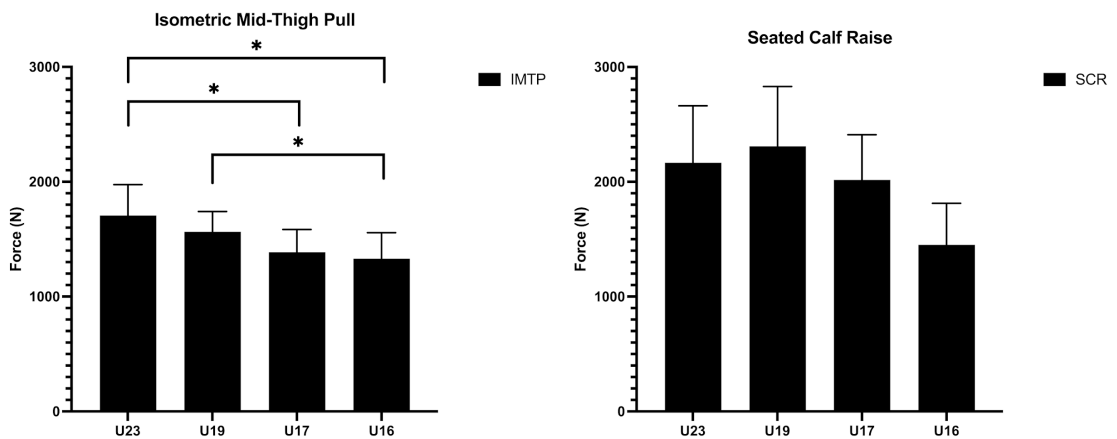 Isometric Mid-Thigh Pull
*
*
*
3000
2000
1000
0
Force (N)
U23 U19 U17 U16
IMTP
Seated Calf Raise
3000
2000
1000
0
Force (N)
U23 U19 U17 U16
SCR